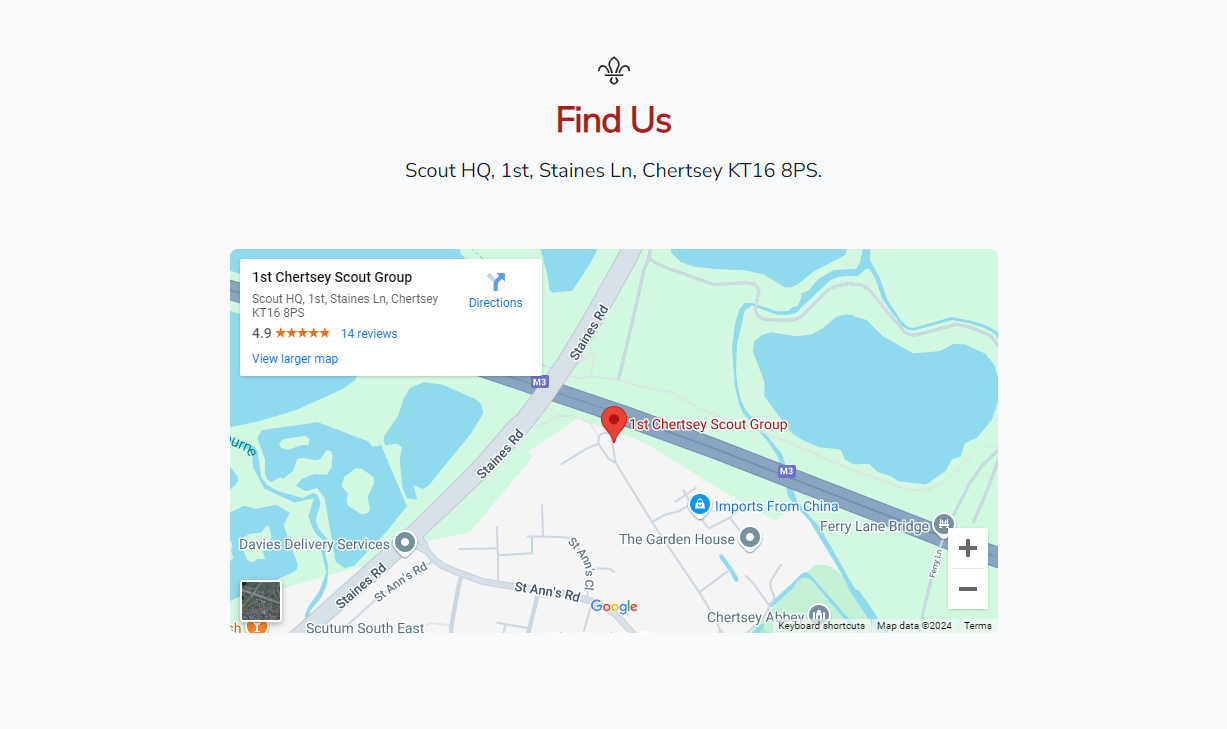 Find Us
Scout HQ, 1st, Staines Ln, Chertsey KT16 8PS.
1st Chertsey Scout Group
Scout HQ, 1st, Staines Ln, Chertsey
KT16 8PS
4.9
14 reviews
View larger map
Directions
Staines Rd
M3
1st Chertsey Scout Group
Staines Rd
M3
Imports From China
Ferry Lane Bridge
The Garden House
Davies Delivery Services
St Ann's Cl
Ferry Ln
Staines Rd
St Ann's Rd
St Ann's Rd
Google
Chertsey Abbey
Scutum South East
Keyboard shortcuts
Map data ©2024
Terms